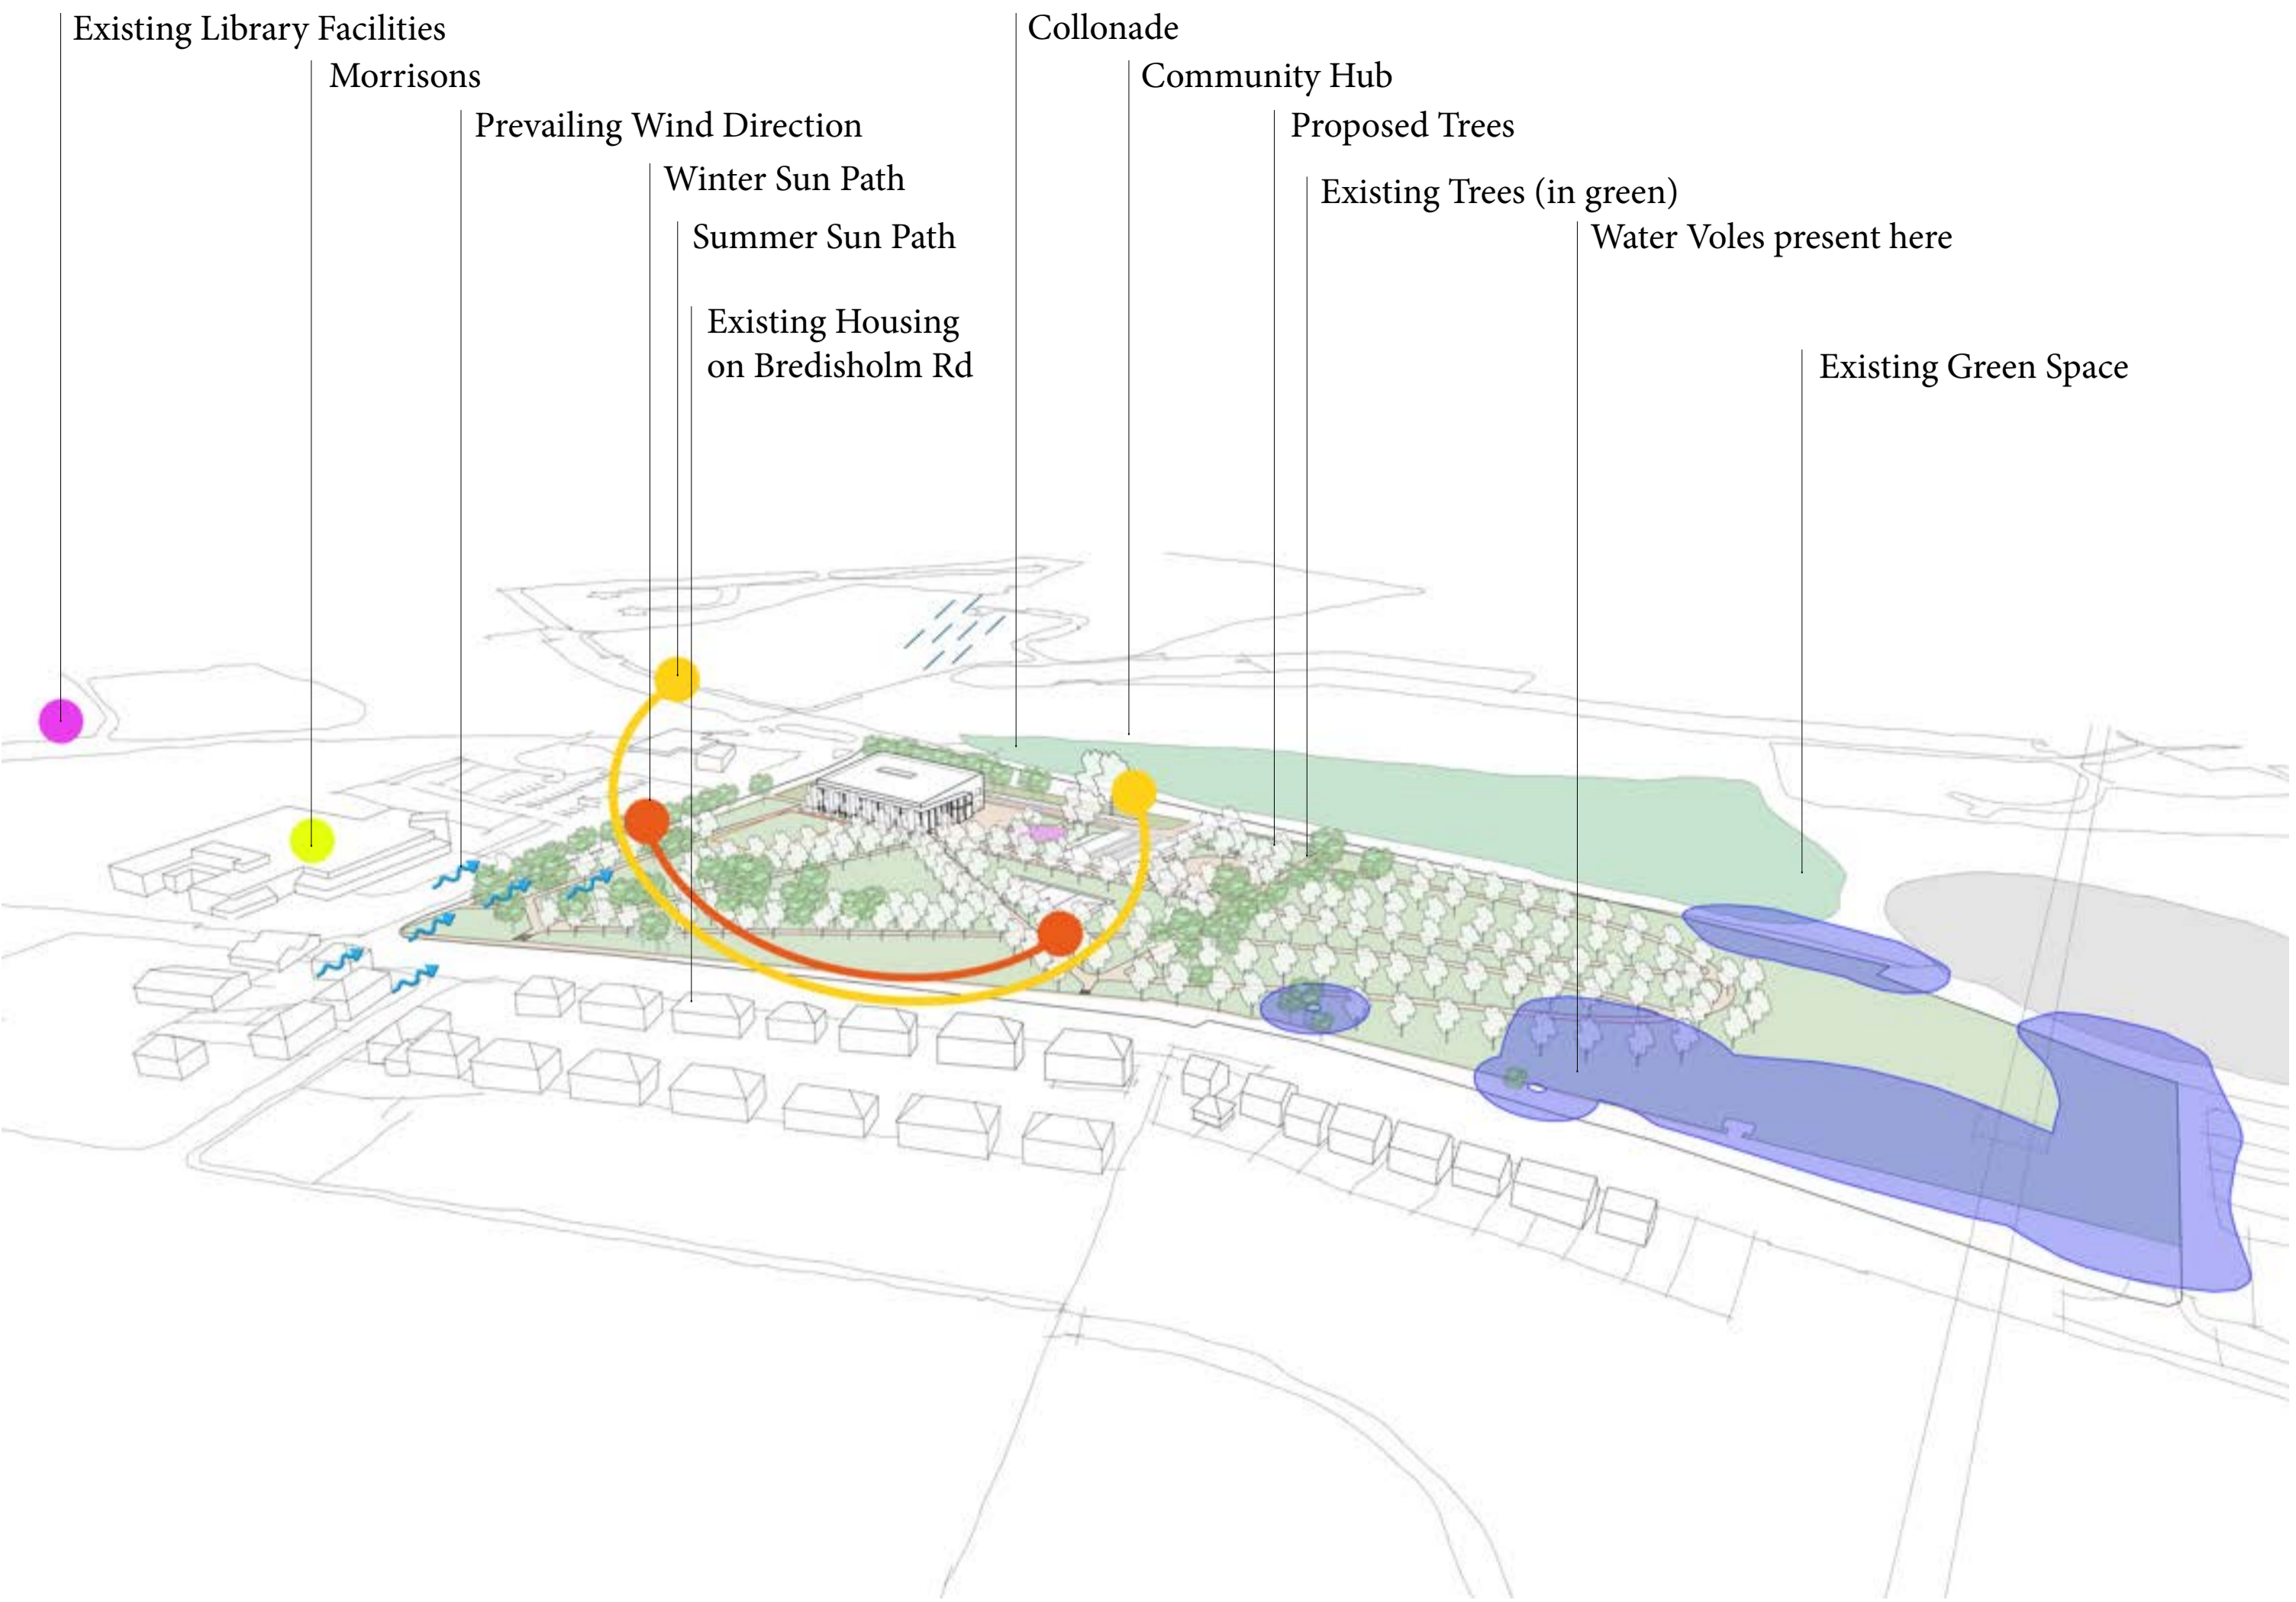 Existing Library Facilities
Morrisons
Prevailing Wind Direction
Winter Sun Path
Summer Sun Path
Existing Housing
on Bredisholm Rd
Collonade
Community Hub
Proposed Trees
Existing Trees (in green)
Water Voles present here
Existing Green Space